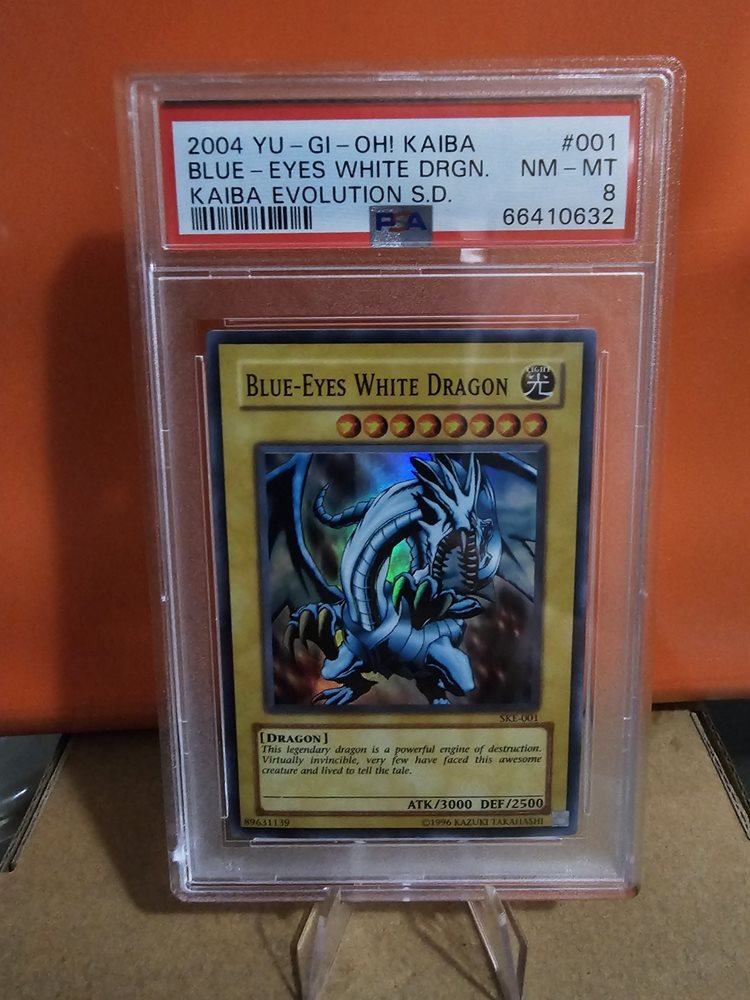 2004 YU-GI-OH! KAIBA #001
BLUE-EYES WHITE DRGN. NM-MT
KAIBA EVOLUTION S.D. 8
PSA 66410632
BLUE-EYES WHITE DRAGON
LIGHT
光
SKE-001
[DRAGON]
This legendary dragon is a powerful engine of destruction.
Virtually invincible, very few have faced this awesome
creature and lived to tell the tale.
ATK/3000 DEF/2500
89631139 ©1996 KAZUKI TAKAHASHI